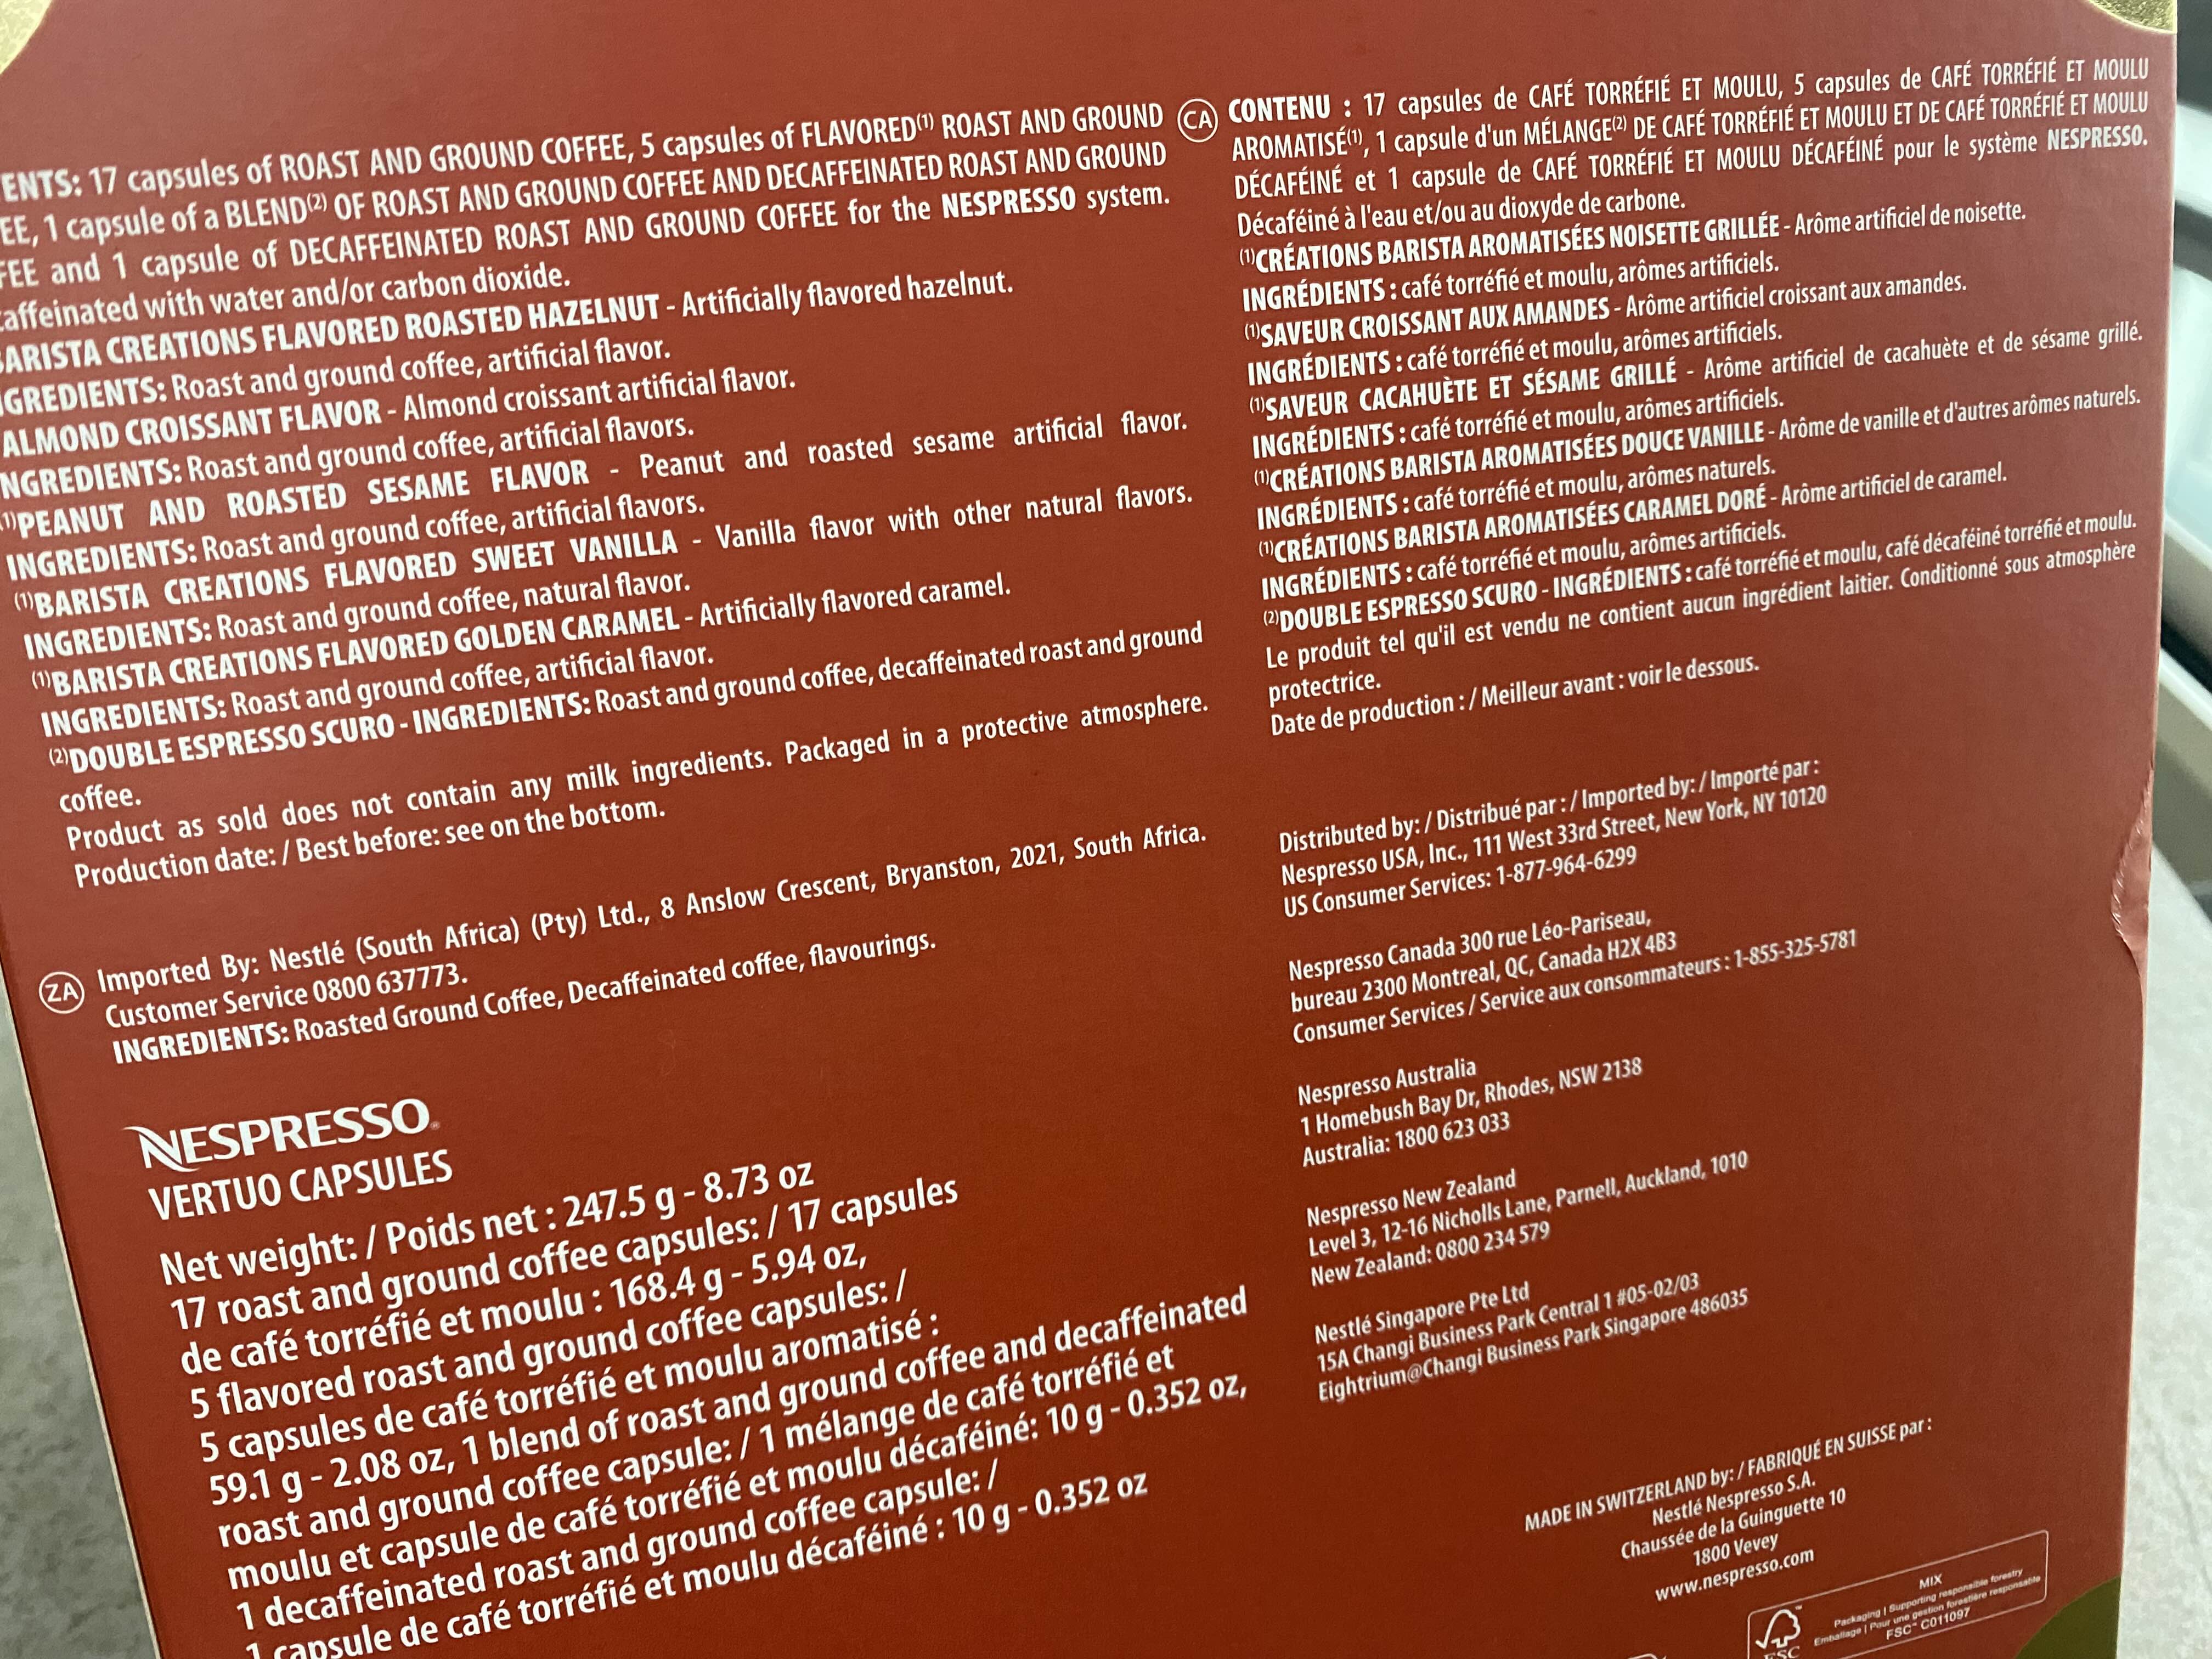 ENTS: 17 capsules of ROAST AND GROUND COFFEE, 5 capsules of FLAVORED(1) ROAST AND GROUND
EE, 1 capsule of a BLEND(2) OF ROAST AND GROUND COFFEE AND DECAFFEINATED ROAST AND GROUND
FEE and 1 capsule of DECAFFEINATED ROAST AND GROUND COFFEE for the NESPRESSO system.
caffeinated with water and/or carbon dioxide.
BARISTA CREATIONS FLAVORED ROASTED HAZELNUT - Artificially flavored hazelnut.
GREDIENTS: Roast and ground coffee, artificial flavor.
ALMOND CROISSANT FLAVOR - Almond croissant artificial flavor.
NGREDIENTS: Roast and ground coffee, artificial flavors.
(1)PEANUT AND ROASTED SESAME FLAVOR - Peanut and roasted sesame artificial flavor.
INGREDIENTS: Roast and ground coffee, artificial flavors.
(1)BARISTA CREATIONS FLAVORED SWEET VANILLA - Vanilla flavor with other natural flavors.
INGREDIENTS: Roast and ground coffee, natural flavor.
(1)BARISTA CREATIONS FLAVORED GOLDEN CARAMEL - Artificially flavored caramel.
INGREDIENTS: Roast and ground coffee, artificial flavor.
(2)DOUBLE ESPRESSO SCURO - INGREDIENTS: Roast and ground coffee, decaffeinated roast and ground
coffee.
Product as sold does not contain any milk ingredients. Packaged in a protective atmosphere.
Production date: / Best before: see on the bottom.
ZA Imported By: Nestlé (South Africa) (Pty) Ltd., 8 Anslow Crescent, Bryanston, 2021, South Africa.
Customer Service 0800 637773.
INGREDIENTS: Roasted Ground Coffee, Decaffeinated coffee, flavourings.
NESPRESSO®
VERTUO CAPSULES
Net weight: / Poids net : 247.5 g - 8.73 oz
17 roast and ground coffee capsules: / 17 capsules
de café torréfié et moulu : 168.4 g - 5.94 oz,
5 flavored roast and ground coffee capsules: /
5 capsules de café torréfié et moulu aromatisé :
59.1 g - 2.08 oz, 1 blend of roast and ground coffee and decaffeinated
roast and ground coffee capsule: / 1 mélange de café torréfié et
moulu et capsule de café torréfié et moulu décaféiné: 10 g - 0.352 oz,
1 decaffeinated roast and ground coffee capsule: /
1 capsule de café torréfié et moulu décaféiné : 10 g - 0.352 oz
CA CONTENU : 17 capsules de CAFÉ TORRÉFIÉ ET MOULU, 5 capsules de CAFÉ TORRÉFIÉ ET MOULU
AROMATISÉ(1), 1 capsule d'un MÉLANGE(2) DE CAFÉ TORRÉFIÉ ET MOULU ET DE CAFÉ TORRÉFIÉ ET MOULU
DÉCAFÉINÉ et 1 capsule de CAFÉ TORRÉFIÉ ET MOULU DÉCAFÉINÉ pour le système NESPRESSO.
Décaféiné à l'eau et/ou au dioxyde de carbone.
(1)CRÉATIONS BARISTA AROMATISÉES NOISETTE GRILLÉE - Arôme artificiel de noisette.
INGRÉDIENTS : café torréfié et moulu, arômes artificiels.
(1)SAVEUR CROISSANT AUX AMANDES - Arôme artificiel croissant aux amandes.
INGRÉDIENTS : café torréfié et moulu, arômes artificiels.
(1)SAVEUR CACAHUÈTE ET SÉSAME GRILLÉ - Arôme artificiel de cacahuète et de sésame grillé.
INGRÉDIENTS : café torréfié et moulu, arômes artificiels.
(1)CRÉATIONS BARISTA AROMATISÉES DOUCE VANILLE - Arôme de vanille et d'autres arômes naturels.
INGRÉDIENTS : café torréfié et moulu, arômes naturels.
(1)CRÉATIONS BARISTA AROMATISÉES CARAMEL DORÉ - Arôme artificiel de caramel.
INGRÉDIENTS : café torréfié et moulu, arômes artificiels.
(2)DOUBLE ESPRESSO SCURO - INGRÉDIENTS : café torréfié et moulu, café décaféiné torréfié et moulu.
Le produit tel qu'il est vendu ne contient aucun ingrédient laitier. Conditionné sous atmosphère
protectrice.
Date de production : / Meilleur avant : voir le dessous.
Distributed by: / Distribué par : / Imported by: / Importé par :
Nespresso USA, Inc., 111 West 33rd Street, New York, NY 10120
US Consumer Services: 1-877-964-6299
Nespresso Canada 300 rue Léo-Pariseau,
bureau 2300 Montreal, QC, Canada H2X 4B3
Consumer Services / Service aux consommateurs : 1-855-325-5781
Nespresso Australia
1 Homebush Bay Dr, Rhodes, NSW 2138
Australia: 1800 623 033
Nespresso New Zealand
Level 3, 12-16 Nicholls Lane, Parnell, Auckland, 1010
New Zealand: 0800 234 579
Nestlé Singapore Pte Ltd
15A Changi Business Park Central 1 #05-02/03
Eightrium@Changi Business Park Singapore 486035
MADE IN SWITZERLAND by: / FABRIQUÉ EN SUISSE par :
Nestlé Nespresso S.A.
Chaussée de la Guinguette 10
1800 Vevey
www.nespresso.com
FSC
MIX
Packaging | Supporting responsible forestry
Emballage | Pour une gestion forestière responsable
FSC™ C011097